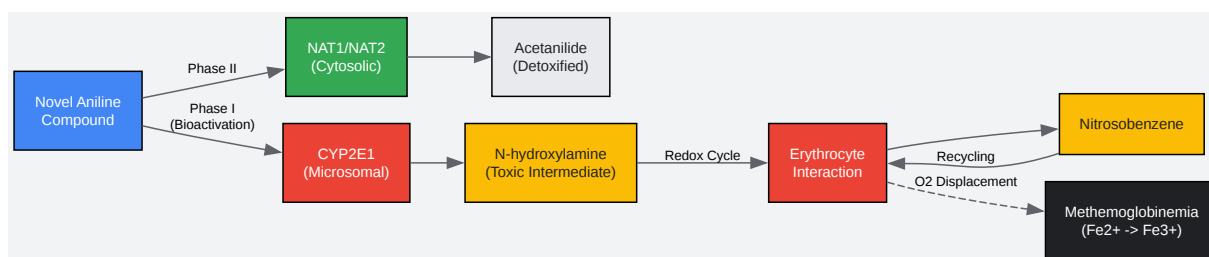 Novel Aniline
Compound
Phase II
Phase I
(Bioactivation)
NAT1/NAT2
(Cytosolic)
Acetanilide
(Detoxified)
CYP2E1
(Microsomal)
N-hydroxylamine
(Toxic Intermediate)
Redox Cycle
Erythrocyte
Interaction
Nitrosobenzene
Recycling
O2 Displacement
Methemoglobinemia
(Fe2+ -> Fe3+)